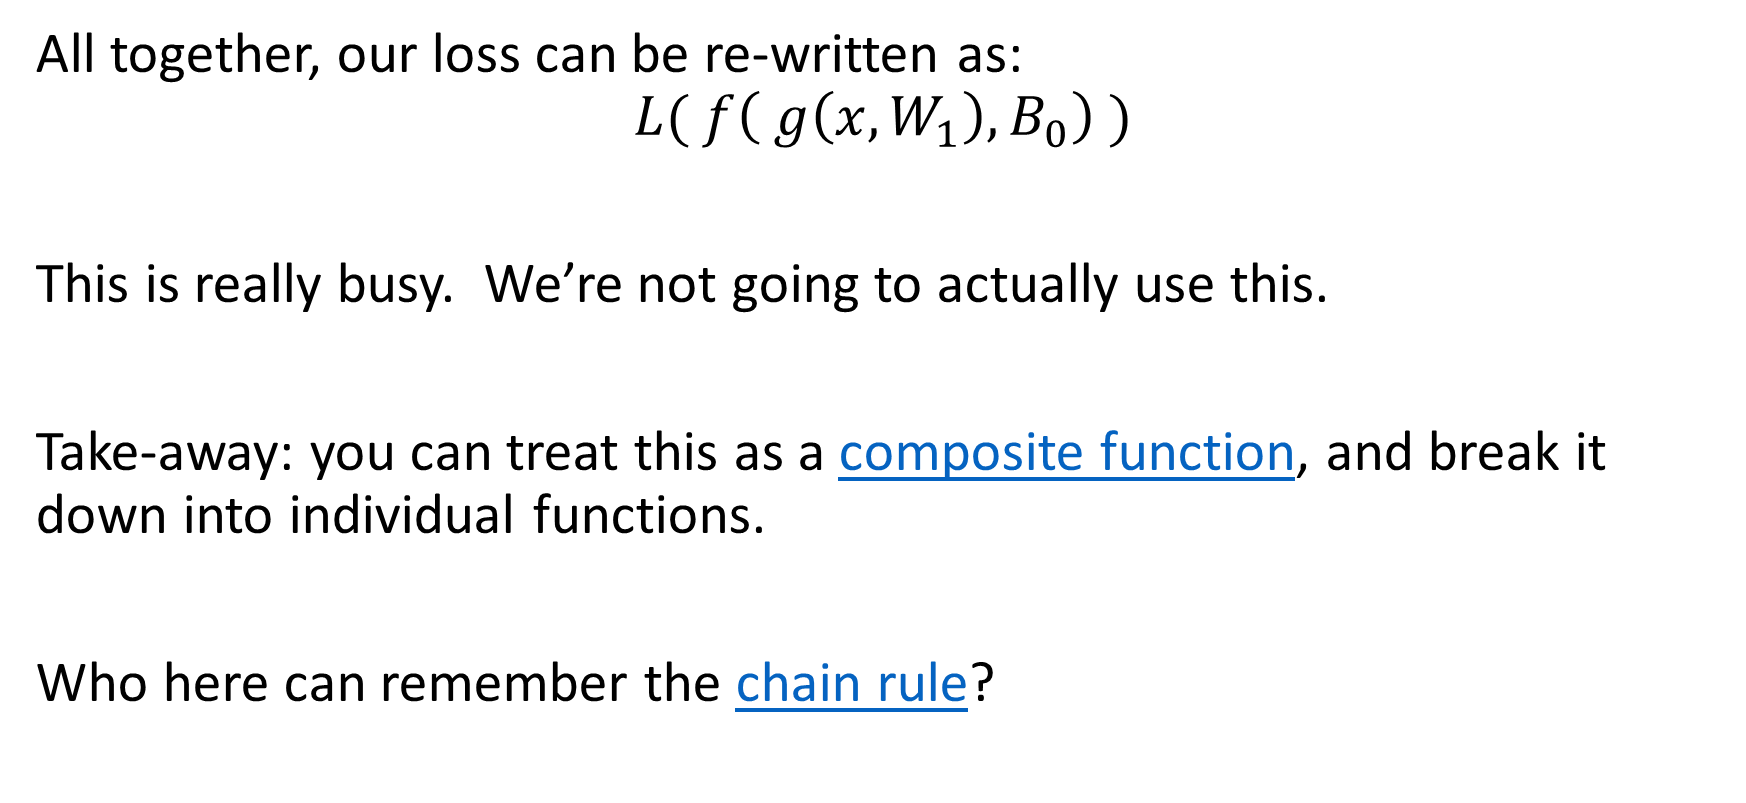 All together, our loss can be re-written as:
L( f( g(x, W₁), B₀) )
This is really busy.  We’re not going to actually use this.
Take-away: you can treat this as a composite function, and break it
down into individual functions.
Who here can remember the chain rule?